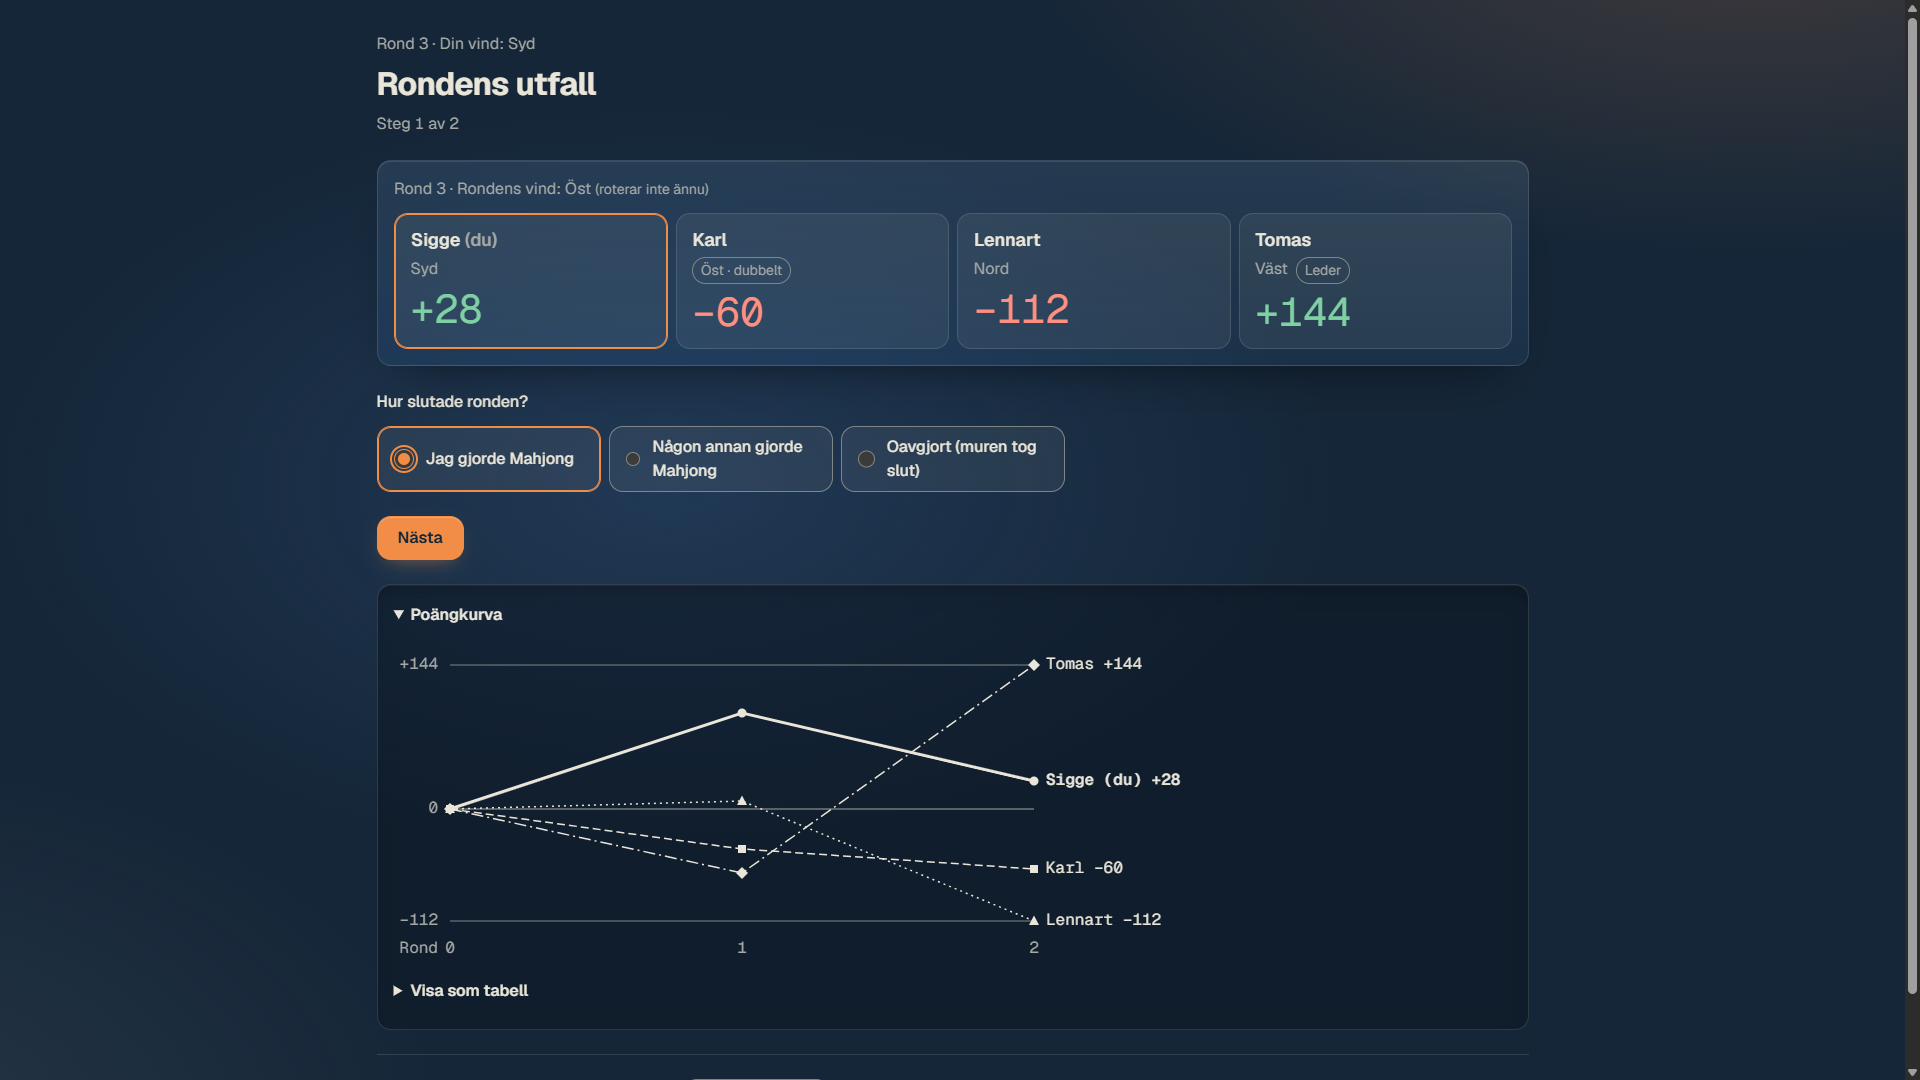 Rond 3 · Din vind: Syd
Rondens utfall
Steg 1 av 2
Rond 3 · Rondens vind: Öst (roterar inte ännu)
Sigge (du)
Syd
+28
Karl
Öst · dubbelt
−60
Lennart
Nord
−112
Tomas
Väst Leder
+144
Hur slutade ronden?
Jag gjorde Mahjong
Någon annan gjorde
Mahjong
Oavgjort (muren tog
slut)
Nästa
Poängkurva
+144
Tomas +144
Sigge (du) +28
0
Karl −60
−112
Lennart −112
Rond 0 1 2
Visa som tabell